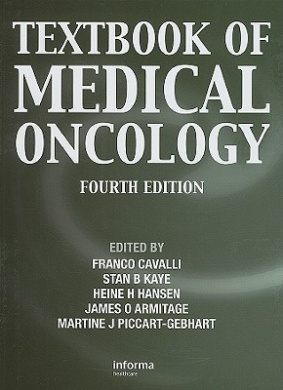 TEXTBOOK OF
MEDICAL
ONCOLOGY
FOURTH EDITION
EDITED BY
FRANCO CAVALLI
STAN B KAYE
HEINE H HANSEN
JAMES O ARMITAGE
MARTINE J PICCART-GEBHART
informa
healthcare